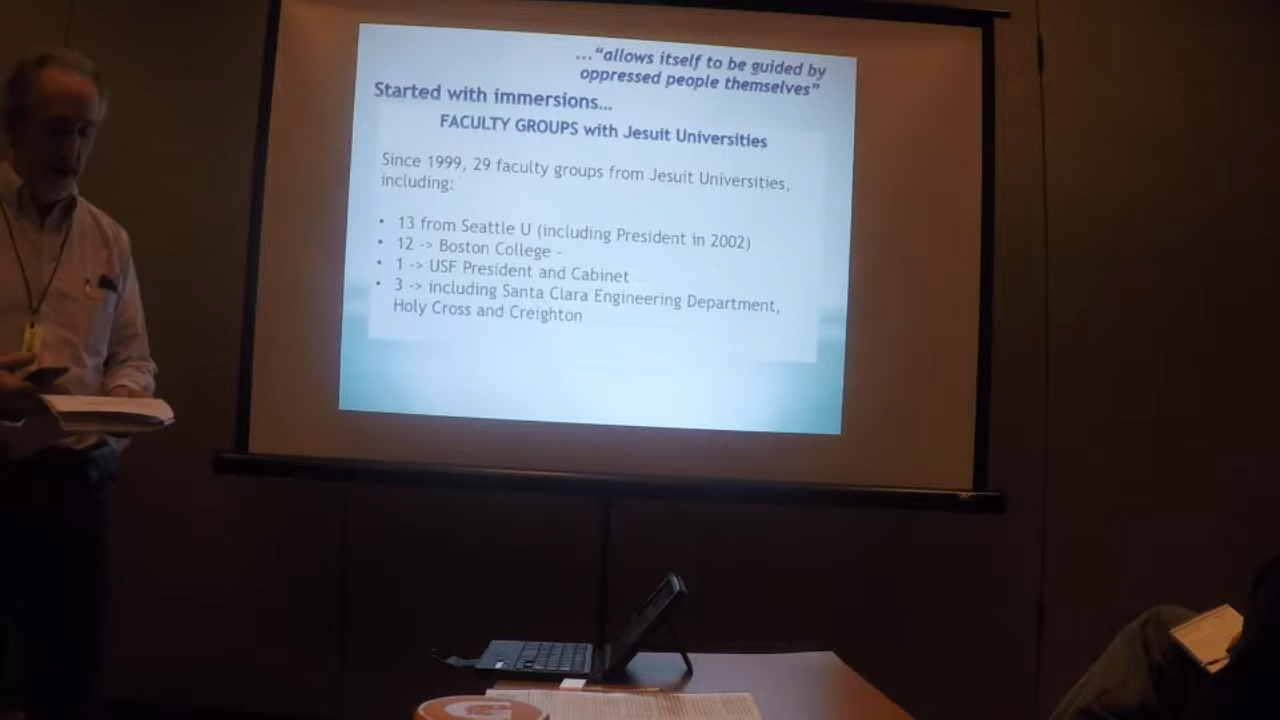 ..."allows itself to be guided by
oppressed people themselves"
Started with immersions...
FACULTY GROUPS with Jesuit Universities
Since 1999, 29 faculty groups from Jesuit Universities,
including:
• 13 from Seattle U (including President in 2002)
• 12 -> Boston College -
• 1 -> USF President and Cabinet
• 3 -> including Santa Clara Engineering Department,
Holy Cross and Creighton